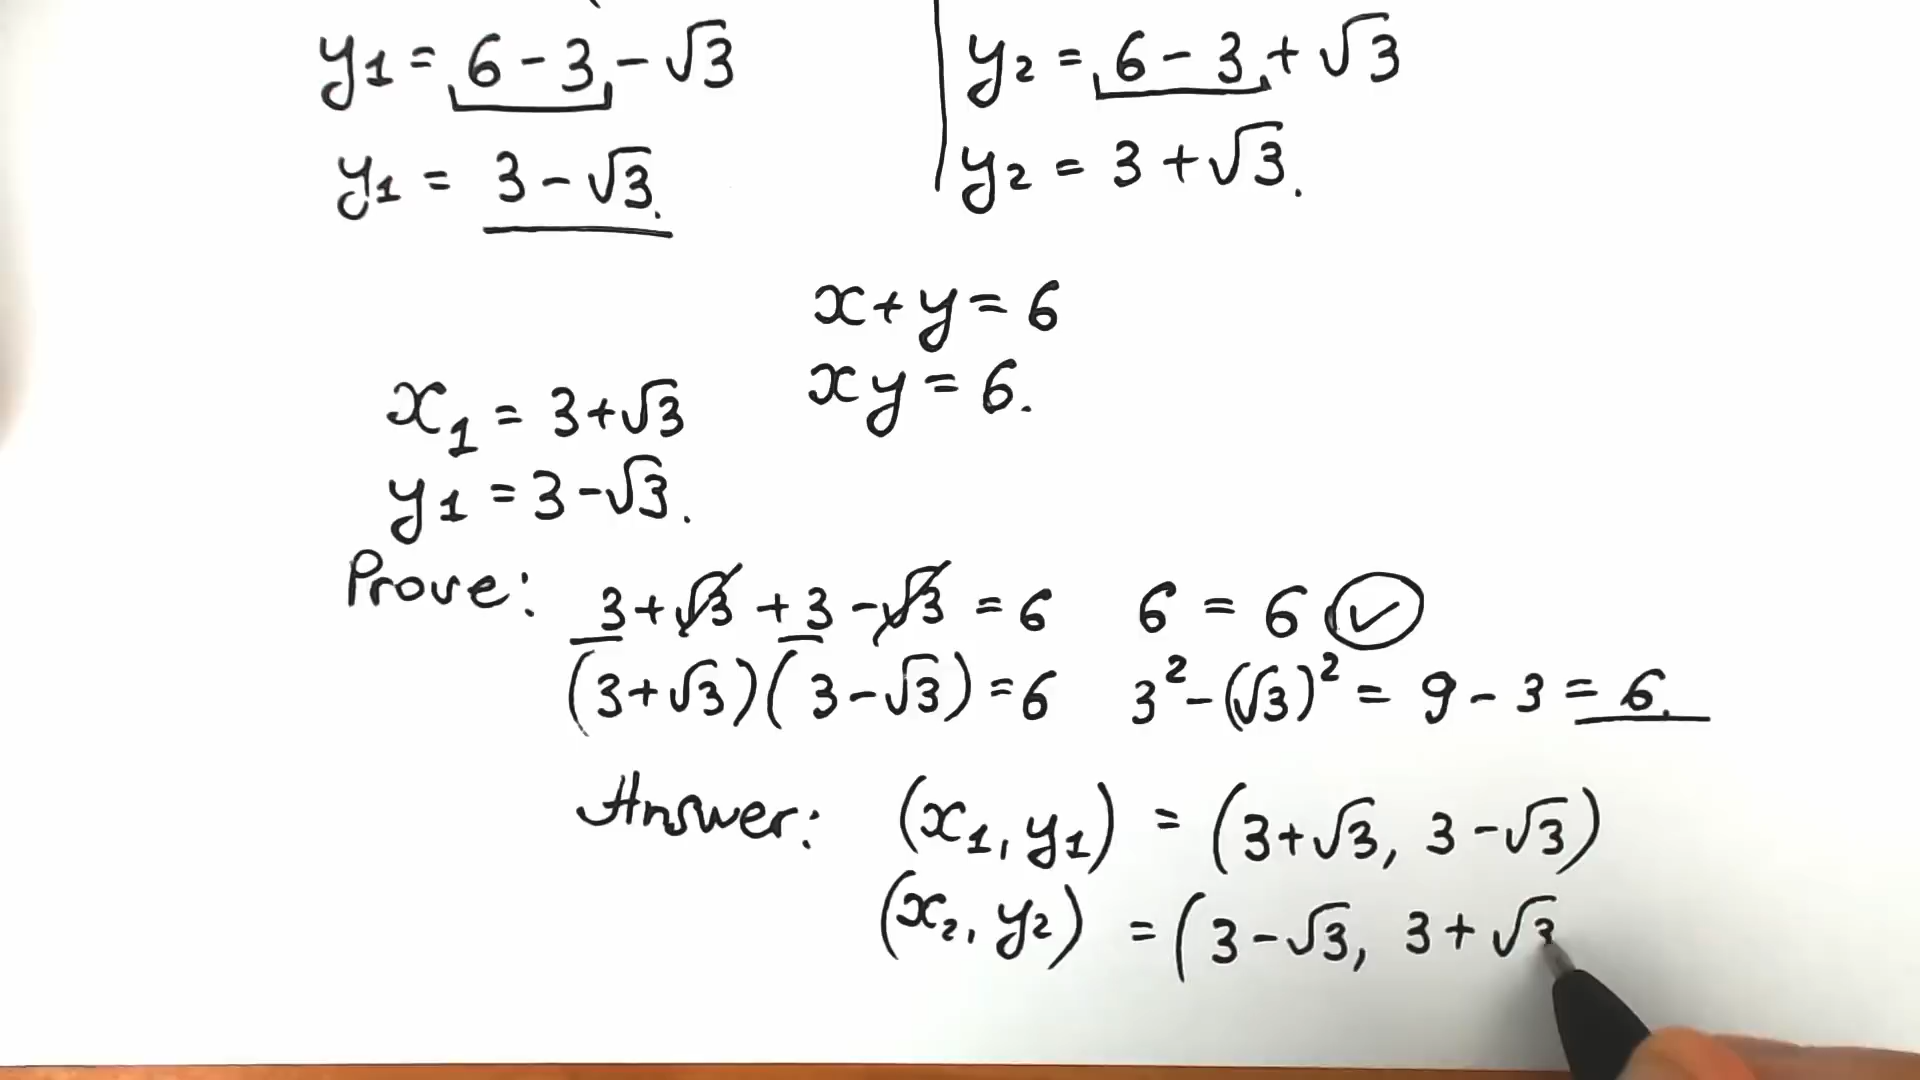 y1 = 6 - 3 - √3
y1 = 3 - √3.
y2 = 6 - 3 + √3
y2 = 3 + √3.
x + y = 6
xy = 6.
x1 = 3+√3
y1 = 3-√3.
Prove: 3+√3 + 3 - √3 = 6 6 = 6 ✓
(3+√3)(3-√3) = 6 3² - (√3)² = 9 - 3 = 6.
Answer: (x1, y1) = (3+√3, 3-√3)
(x2, y2) = (3-√3, 3+√3